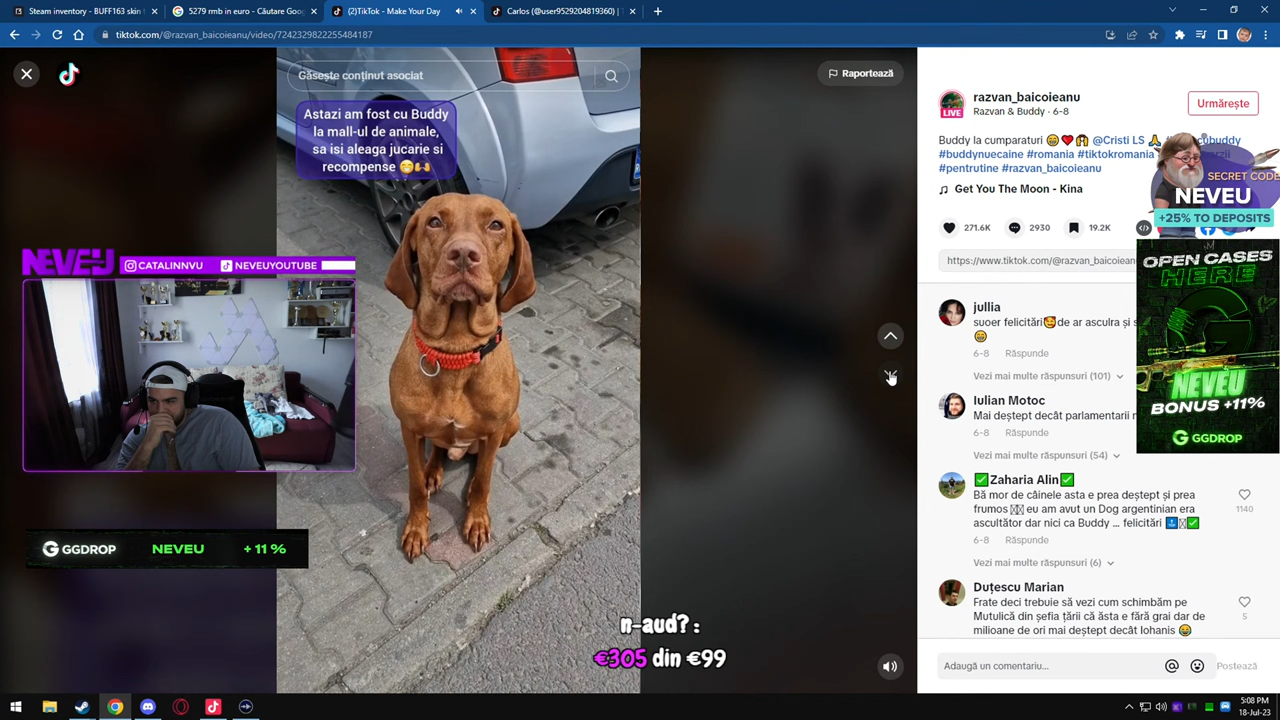 Steam inventory - BUFF163 skin t
5279 rmb in euro - Căutare Goog
(2)TikTok - Make Your Day
Carlos (@user9529204819360) |
tiktok.com/@razvan_baicoieanu/video/7242329822255484187
Găsește conținut asociat
Raportează
Astazi am fost cu Buddy
la mall-ul de animale,
sa isi aleaga jucarie si
recompense 🤭🙌
NEVEU
CATALINNVU
NEVEUYOUTUBE
GGDROP NEVEU + 11 %
n-aud? :
€305 din €99
razvan_baicoieanu
Razvan & Buddy · 6-8
LIVE
Urmărește
Buddy la cumparaturi 😁❤️🙌 @Cristi LS 🙏
#buddynuecaine #romania #tiktokromania
#pentrutine #razvan_baicoieanu
Get You The Moon - Kina
271.6K
2930
19.2K
https://www.tiktok.com/@razvan_baicoiean
SECRET CODE
NEVEU
+25% TO DEPOSITS
OPEN CASES
HERE
NEVEU
BONUS +11%
GGDROP
jullia
suoer felicitări🥰de ar asculra și s
😁
6-8 Răspunde
Vezi mai multe răspunsuri (101)
Iulian Motoc
Mai deștept decât parlamentarii
6-8 Răspunde
Vezi mai multe răspunsuri (54)
✅Zaharia Alin✅
Bă mor de câinele asta e prea deștept și prea
frumos eu am avut un Dog argentinian era
ascultător dar nici ca Buddy ... felicitări
1140
6-8 Răspunde
Vezi mai multe răspunsuri (6)
Duțescu Marian
Frate deci trebuie să vezi cum schimbăm pe
Mutulică din șefia țării că ăsta e fără grai dar de
milioane de ori mai deștept decât Iohanis 😂
5
Adaugă un comentariu...
Postează
5:08 PM
18-Jul-23